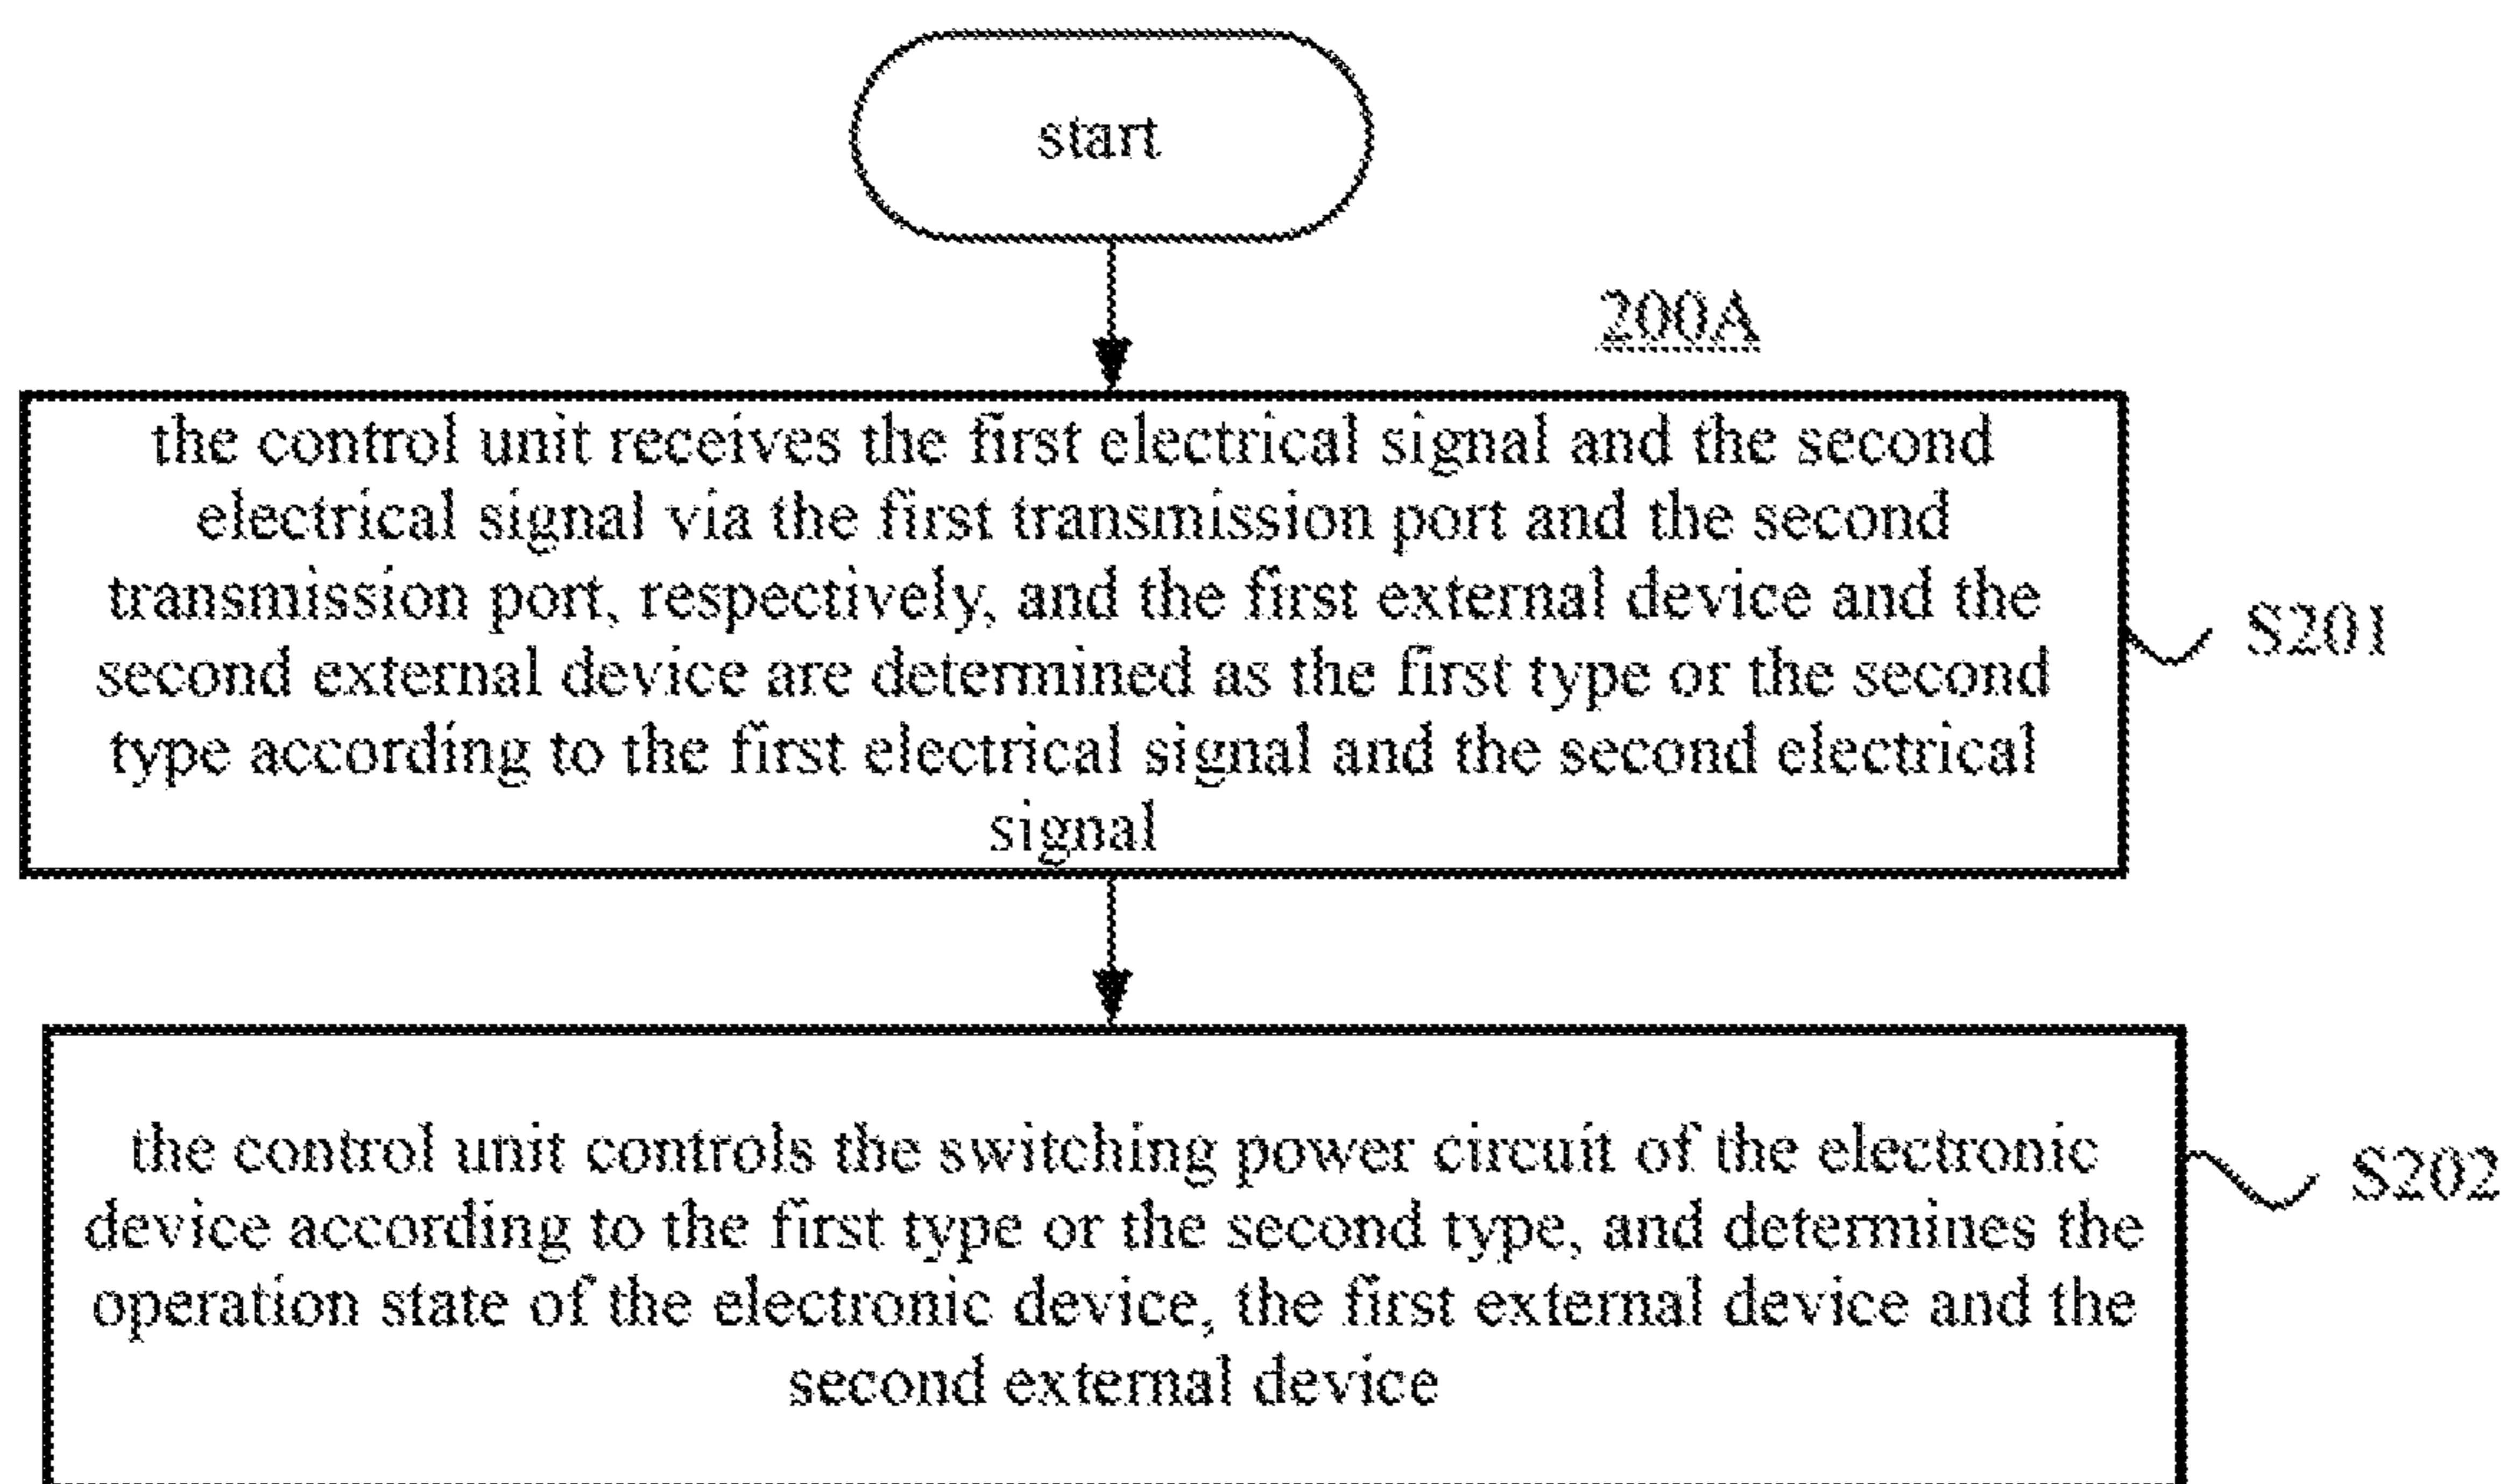 start
200A
the control unit receives the first electrical signal and the second
electrical signal via the first transmission port and the second
transmission port, respectively, and the first external device and the
second external device are determined as the first type or the second
type according to the first electrical signal and the second electrical
signal
S201
the control unit controls the switching power circuit of the electronic
device according to the first type or the second type, and determines the
operation state of the electronic device, the first external device and the
second external device
S202